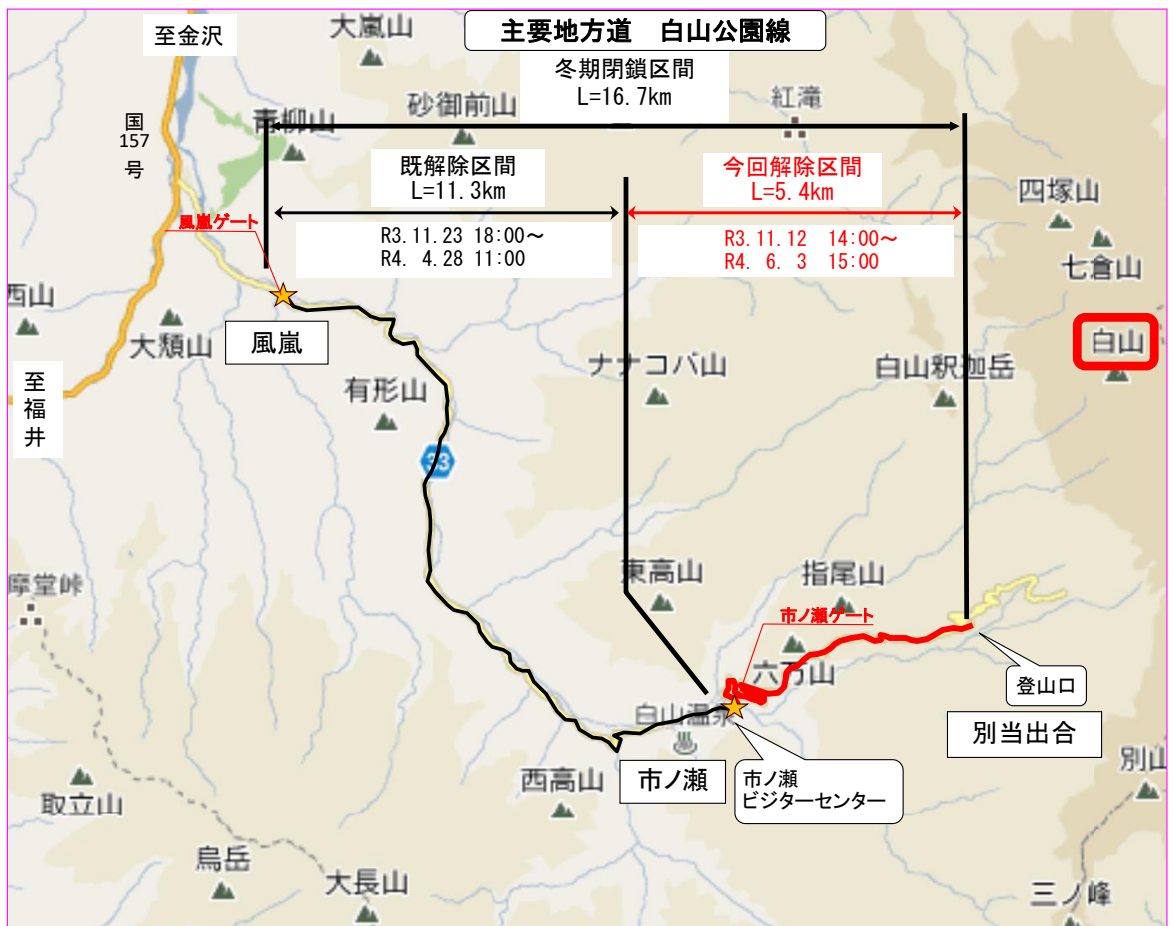 主要地方道　白山公園線
至金沢
大嵐山
冬期閉鎖区間
L=16.7km
国
157
号
青柳山
砂御前山
紅滝
既解除区間
L=11.3km
今回解除区間
L=5.4km
四塚山
風嵐ゲート
R3.11.23 18:00～
R4. 4.28 11:00
R3.11.12 14:00～
R4. 6. 3 15:00
七倉山
西山
大頽山
風嵐
白山
至
福
井
有形山
ナナコバ山
白山釈迦岳
33
摩堂峠
東高山
指尾山
市ノ瀬ゲート
六万山
登山口
白山温泉
別当出合
西高山
市ノ瀬
市ノ瀬
ビジターセンター
別山
取立山
烏岳
大長山
三ノ峰